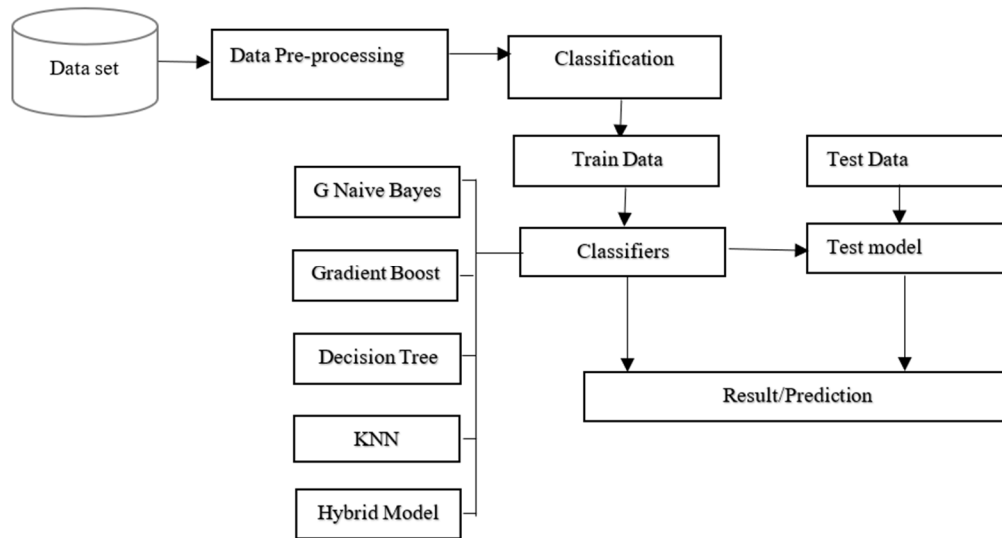 Data set
Data Pre-processing
Classification
Train Data
Test Data
G Naive Bayes
Classifiers
Test model
Gradient Boost
Decision Tree
Result/Prediction
KNN
Hybrid Model